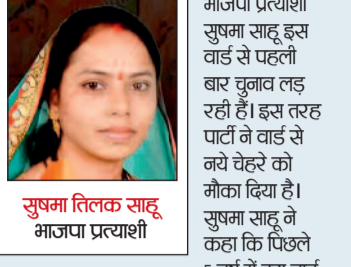 सुषमा तिलक साहू
भाजपा प्रत्याशी
भाजपा प्रत्याशी
सुषमा साहू इस
वार्ड से पहली
बार चुनाव लड़
रही हैं। इस तरह
पार्टी ने वार्ड से
नये चेहरे को
मौका दिया है।
सुषमा साहू ने
कहा कि पिछले